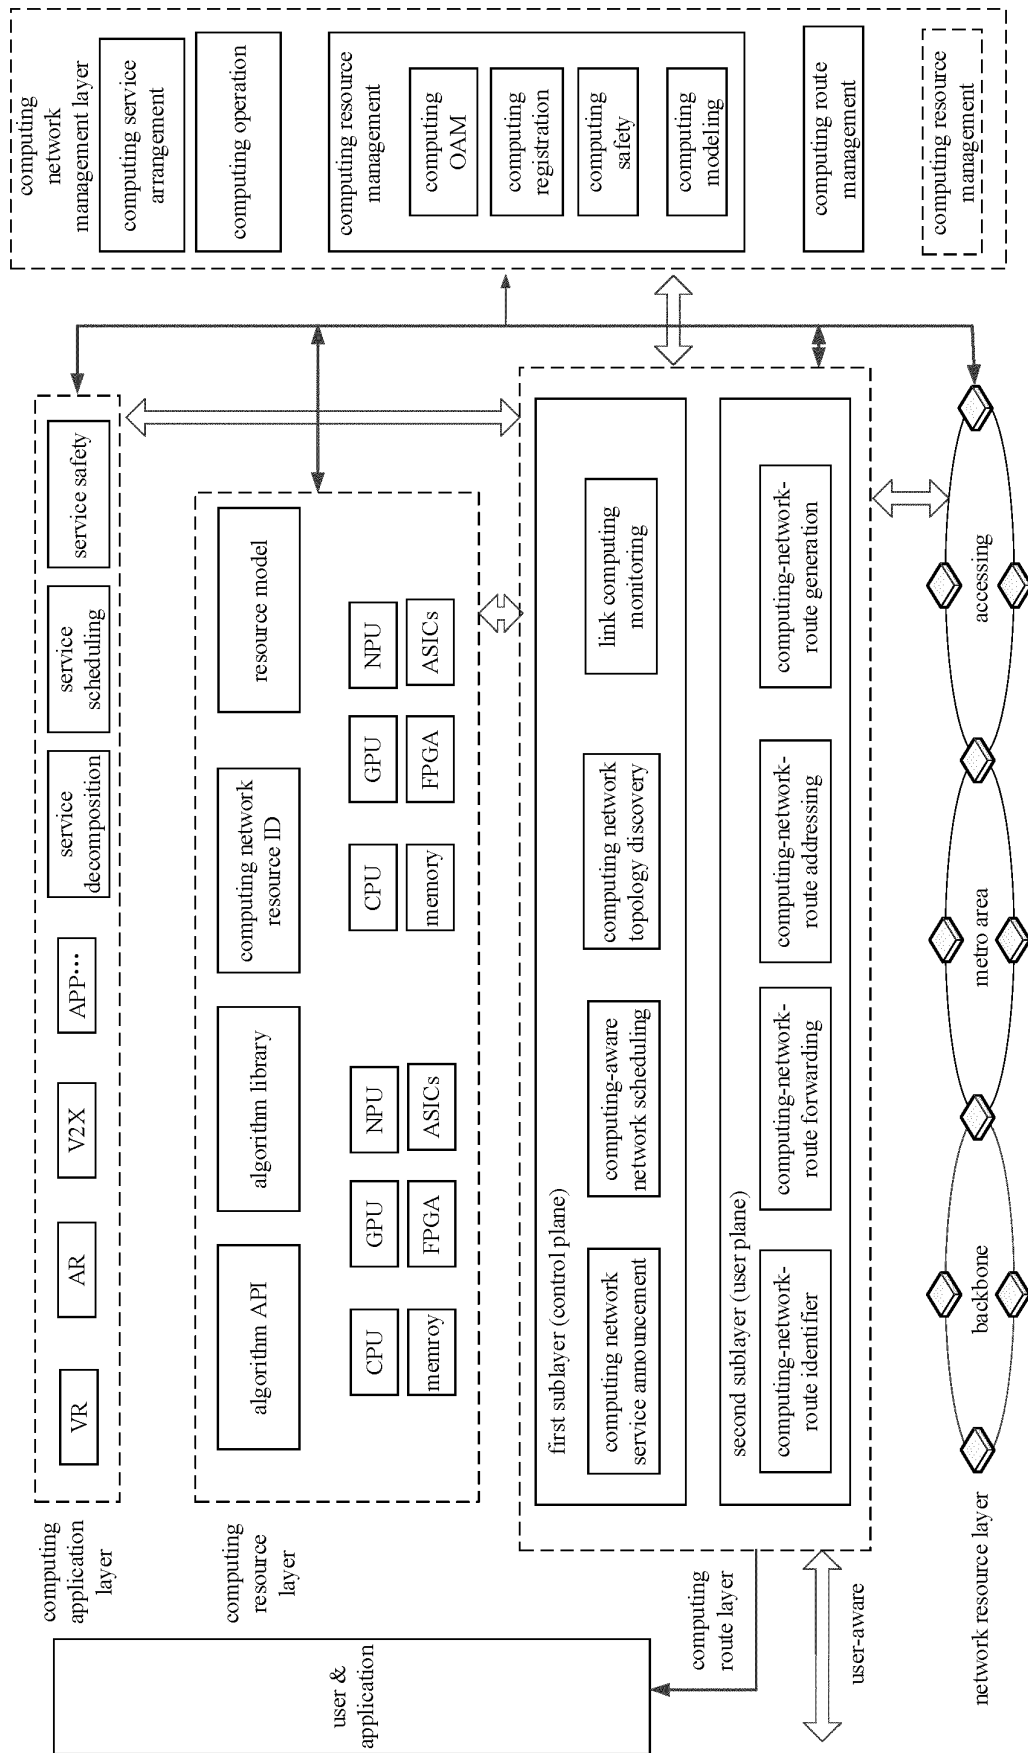 user &
application
computing
application
layer
VR
AR
V2X
APP…
service
decomposition
service
scheduling
service safety
computing
resource
layer
algorithm API
algorithm library
computing network
resource ID
resource model
CPU
GPU
NPU
CPU
GPU
NPU
memroy
FPGA
ASICs
memory
FPGA
ASICs
computing
route layer
first sublayer (control plane)
computing network
service announcement
computing-aware
network scheduling
computing network
topology discovery
link computing
monitoring
second sublayer (user plane)
computing-network-
route identifier
computing-network-
route forwarding
computing-network-
route addressing
computing-network-
route generation
user-aware
network resource layer
backbone
metro area
accessing
computing
network
management layer
computing service
arrangement
computing operation
computing resource
management
computing
OAM
computing
registration
computing
safety
computing
modeling
computing route
management
computing resource
management